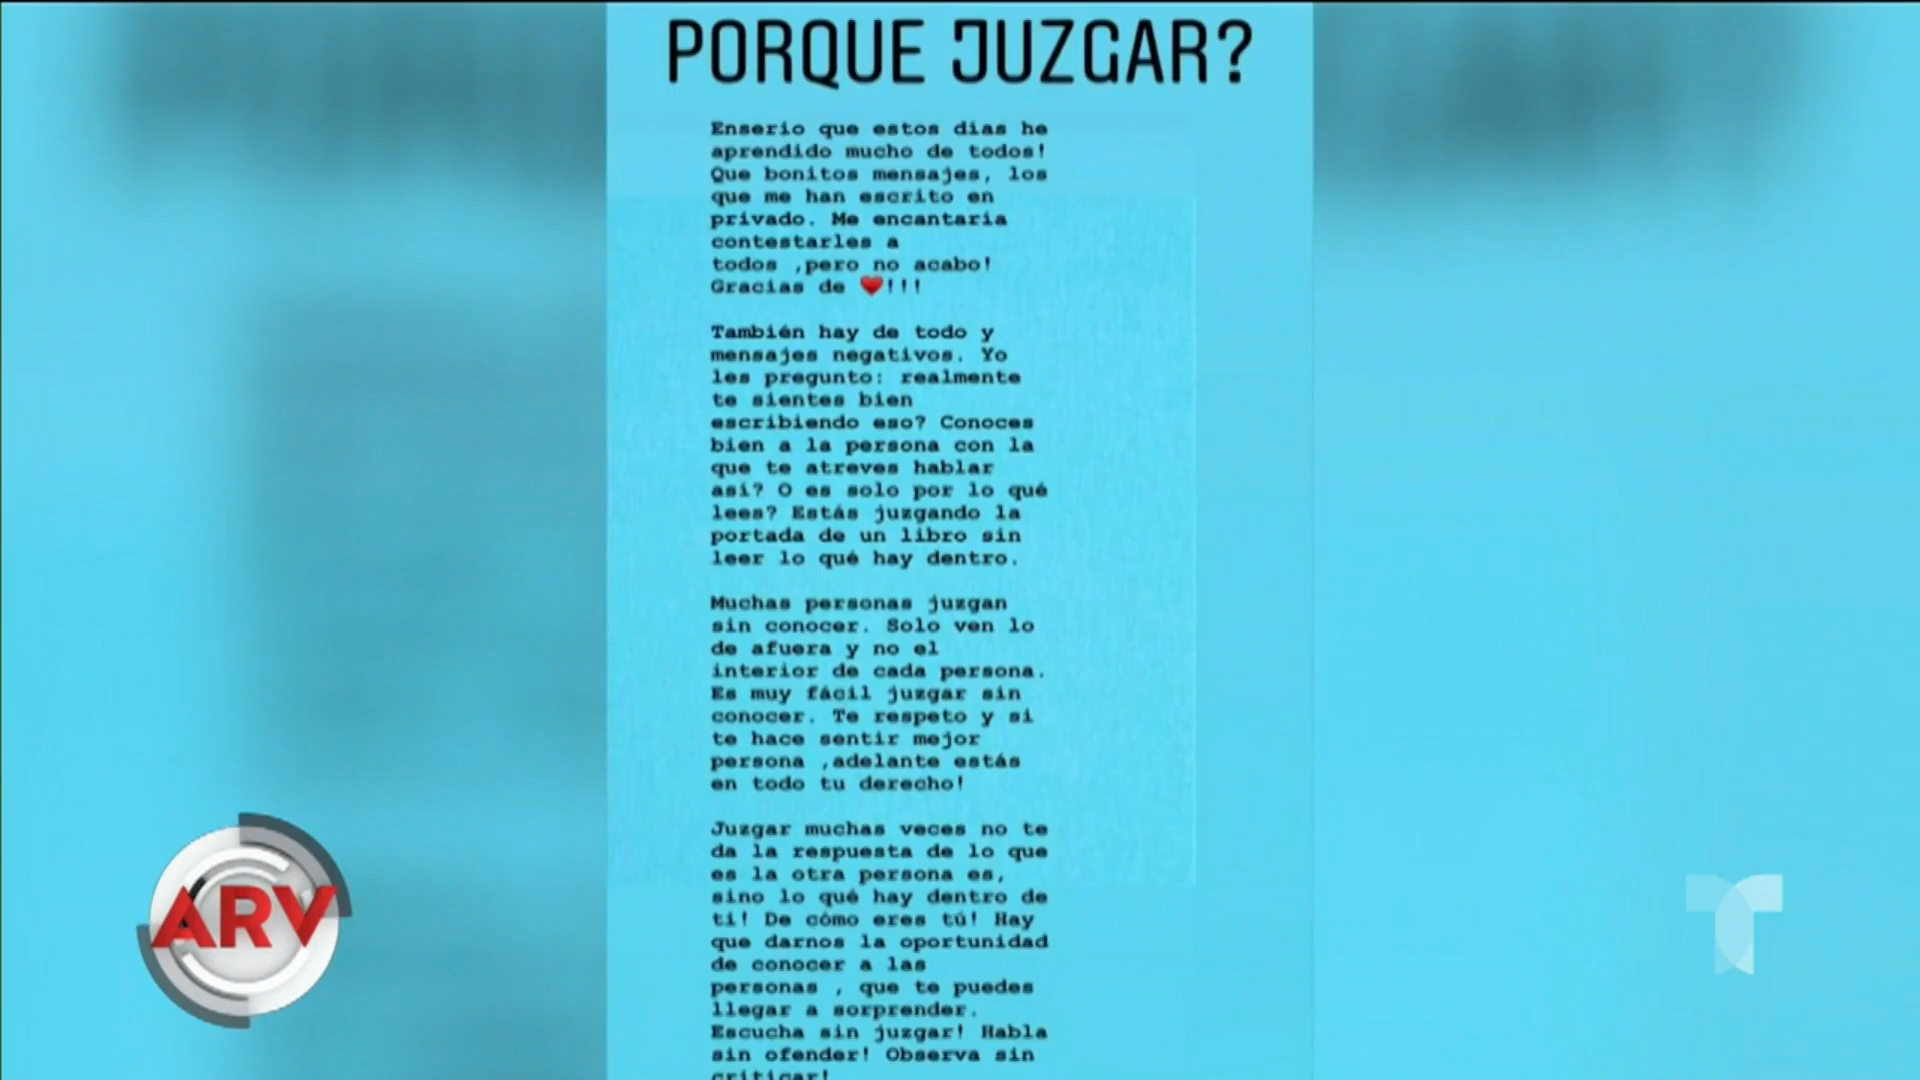 PORQUE JUZGAR?
Enserio que estos dias he
aprendido mucho de todos!
Que bonitos mensajes, los
que me han escrito en
privado. Me encantaria
contestarles a
todos ,pero no acabo!
Gracias de ❤️!!!
También hay de todo y
mensajes negativos. Yo
les pregunto: realmente
te sientes bien
escribiendo eso? Conoces
bien a la persona con la
que te atreves hablar
asi? O es solo por lo qué
lees? Estás juzgando la
portada de un libro sin
leer lo qué hay dentro.
Muchas personas juzgan
sin conocer. Solo ven lo
de afuera y no el
interior de cada persona.
Es muy fácil juzgar sin
conocer. Te respeto y si
te hace sentir mejor
persona ,adelante estás
en todo tu derecho!
Juzgar muchas veces no te
da la respuesta de lo que
es la otra persona es,
sino lo qué hay dentro de
ti! De cómo eres tú! Hay
que darnos la oportunidad
de conocer a las
personas , que te puedes
llegar a sorprender.
Escucha sin juzgar! Habla
sin ofender! Observa sin
criticar!
ARV
T